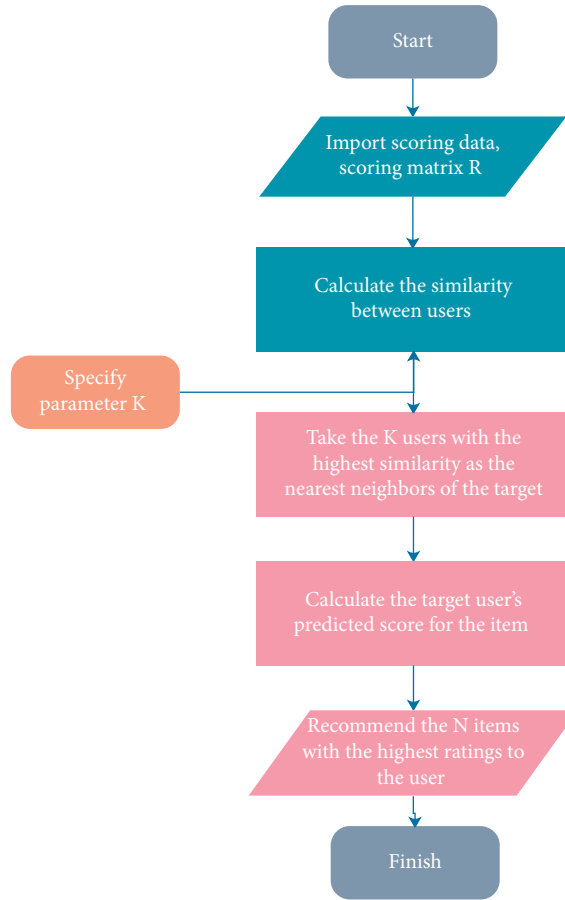 Start
Import scoring data,
scoring matrix R
Calculate the similarity
between users
Specify
parameter K
Take the K users with the
highest similarity as the
nearest neighbors of the target
Calculate the target user's
predicted score for the item
Recommend the N items
with the highest ratings to
the user
Finish